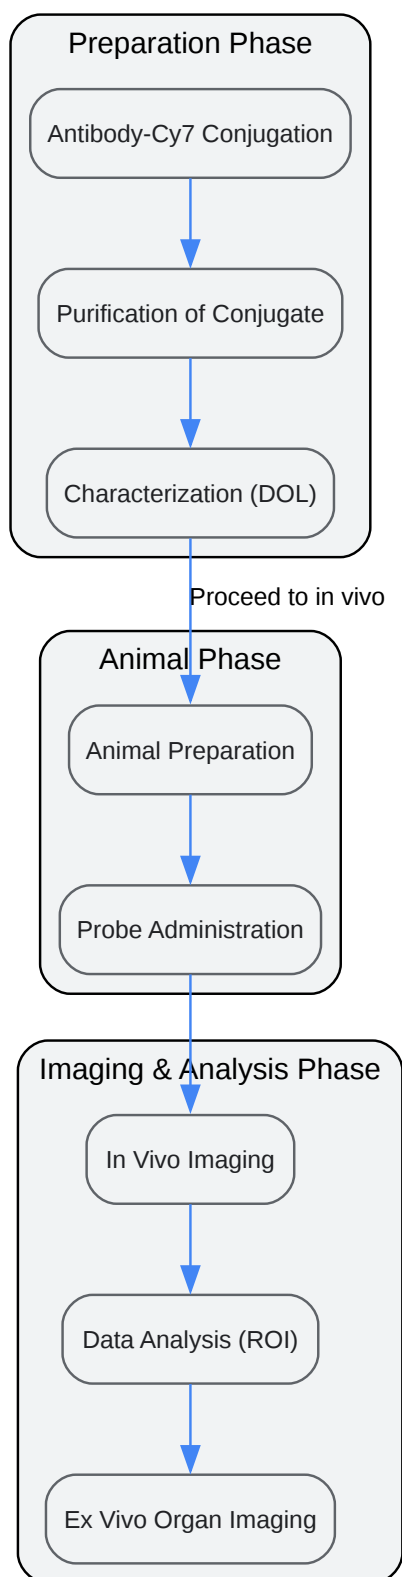 Preparation Phase
Antibody-Cy7 Conjugation
Purification of Conjugate
Characterization (DOL)
Proceed to in vivo
Animal Phase
Animal Preparation
Probe Administration
Imaging & Analysis Phase
In Vivo Imaging
Data Analysis (ROI)
Ex Vivo Organ Imaging